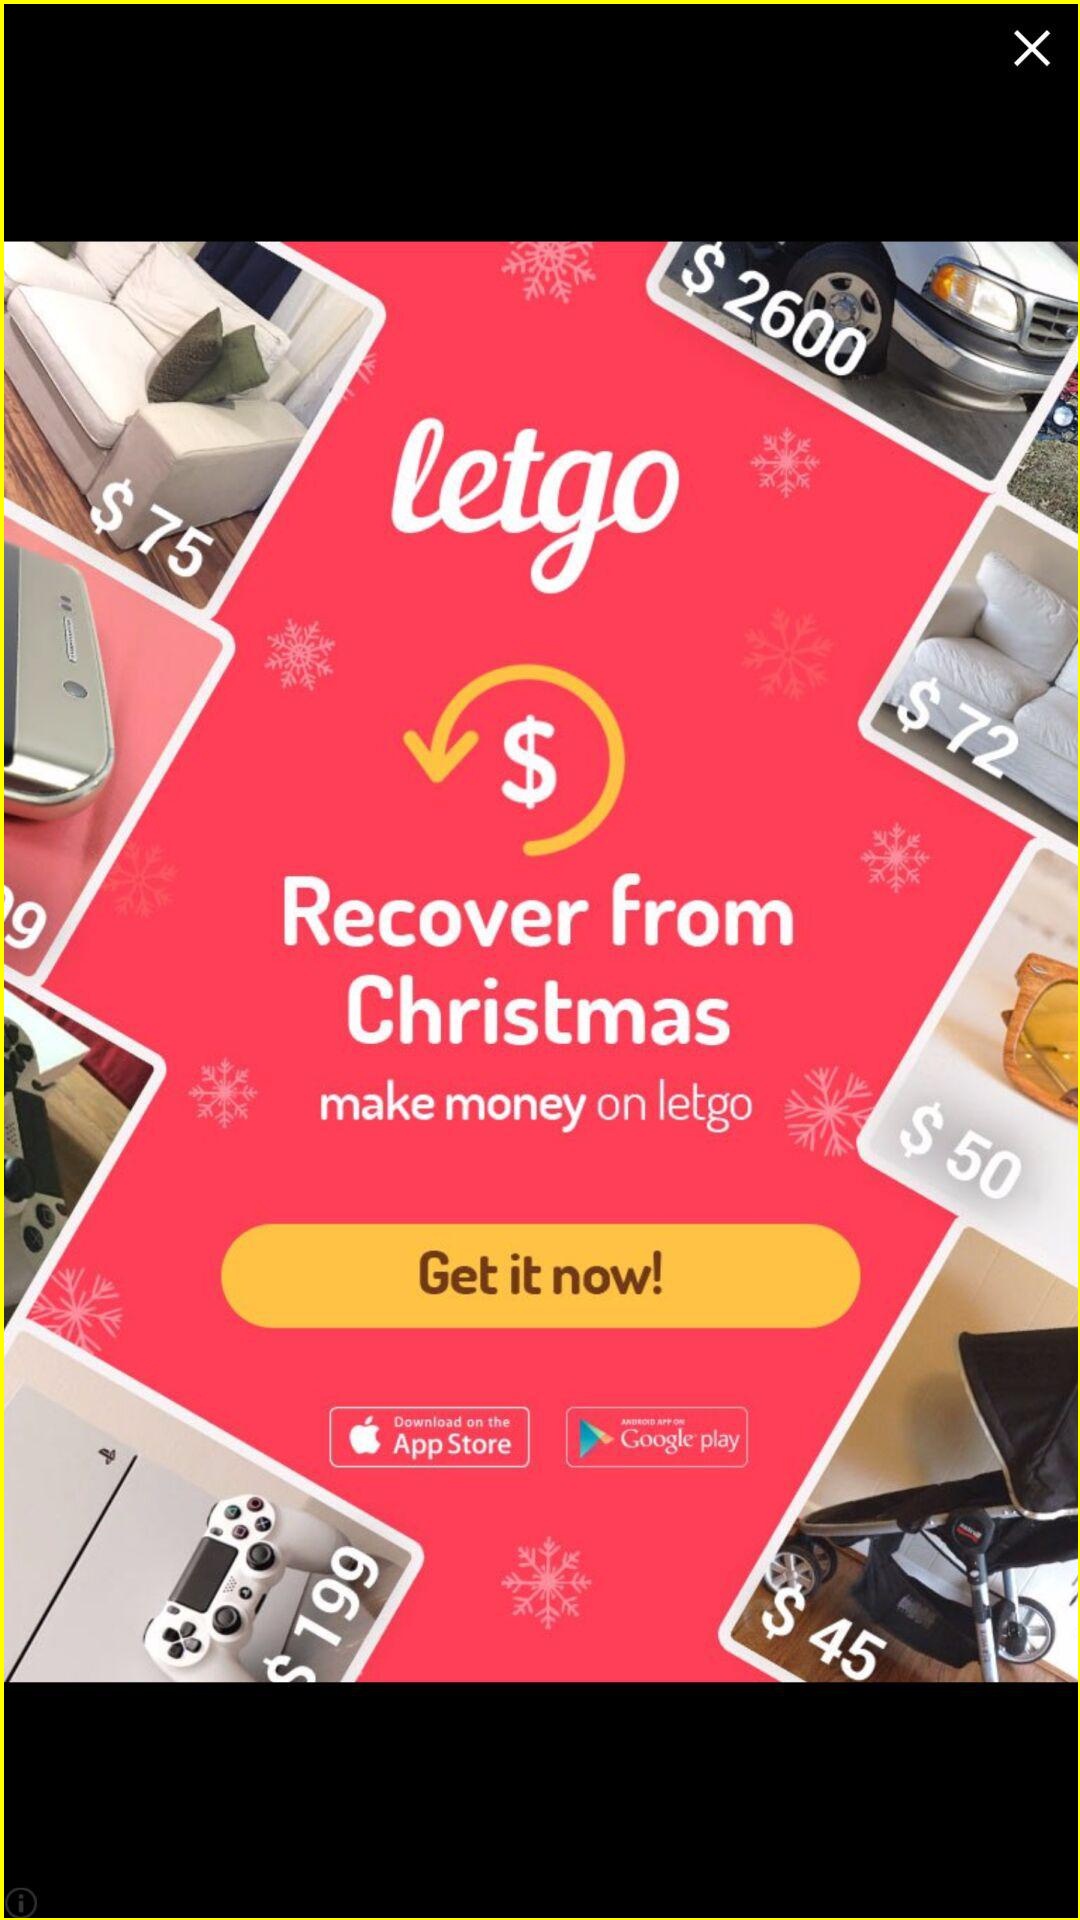 $ 2600
letgo
$ 75
$ 72
$
Recover from
Christmas
make money on letgo
$ 50
Get it now!
Download on the
App Store
ANDROID APP ON
Google play
$ 199
$ 45